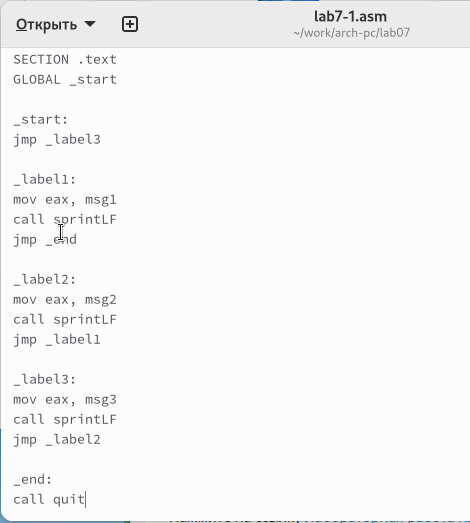 Открыть
lab7-1.asm
~/work/arch-pc/lab07
SECTION .text
GLOBAL _start
_start:
jmp _label3
_label1:
mov eax, msg1
call sprintLF
jmp _end
_label2:
mov eax, msg2
call sprintLF
jmp _label1
_label3:
mov eax, msg3
call sprintLF
jmp _label2
_end:
call quit